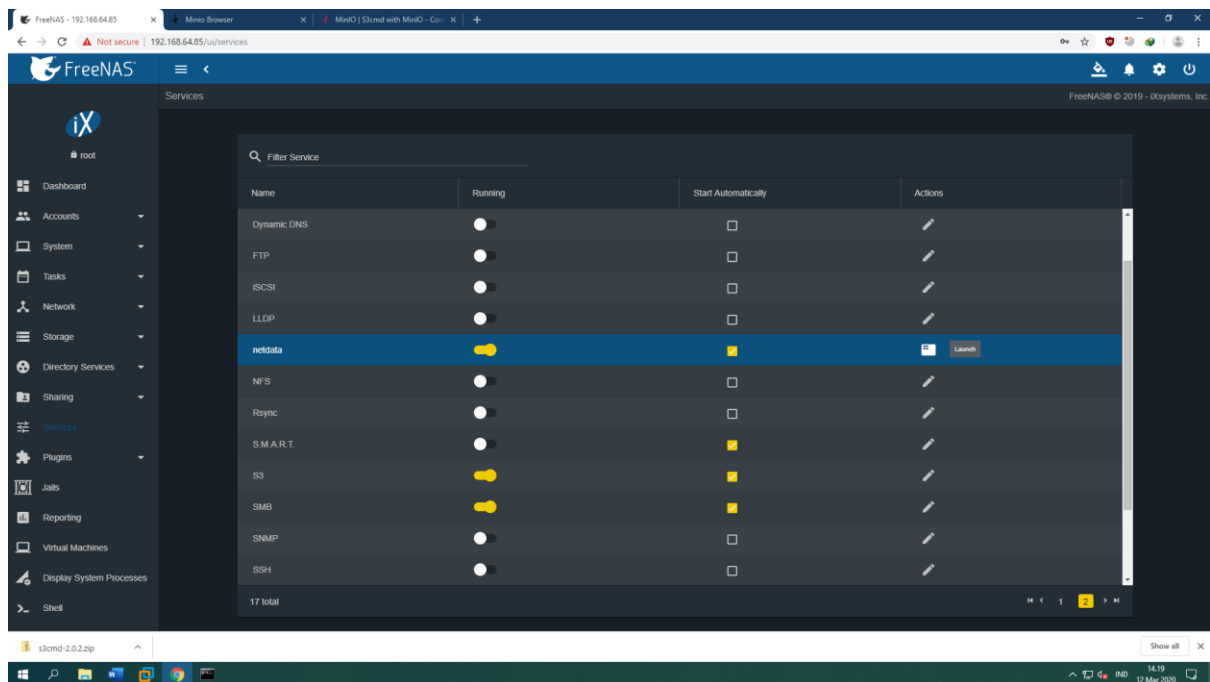 FreeNAS - 192.168.64.85
Minio Browser
MinIO | S3cmd with MinIO - Coo
Not secure | 192.168.64.85/ui/services
FreeNAS
Services
FreeNAS® © 2019 - iXsystems, Inc.
iX
root
Dashboard
Accounts
System
Tasks
Network
Storage
Directory Services
Sharing
Services
Plugins
Jails
Reporting
Virtual Machines
Display System Processes
Shell
Filter Service
Name Running Start Automatically Actions
Dynamic DNS
FTP
iSCSI
LLDP
netdata Launch
NFS
Rsync
S.M.A.R.T.
S3
SMB
SNMP
SSH
17 total 1 2
s3cmd-2.0.2.zip
Show all
IND
14.19
12 Mar 2020